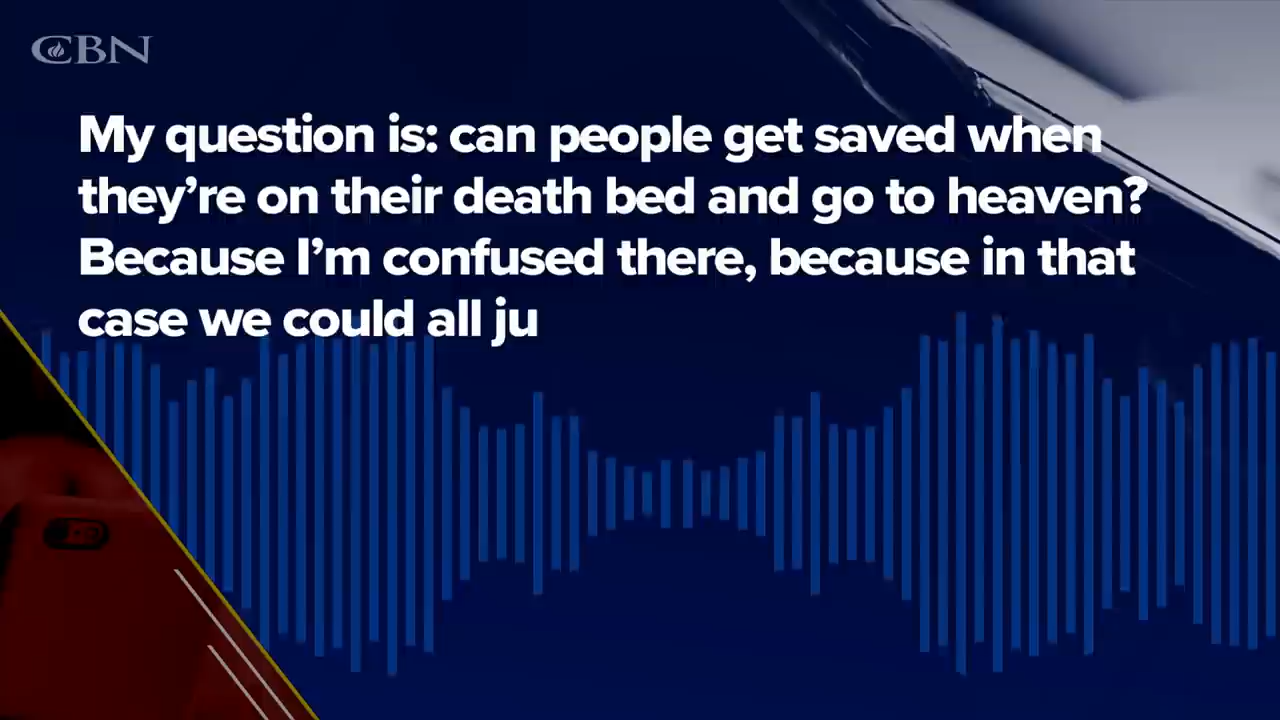 CBN
My question is: can people get saved when
they’re on their death bed and go to heaven?
Because I’m confused there, because in that
case we could all ju